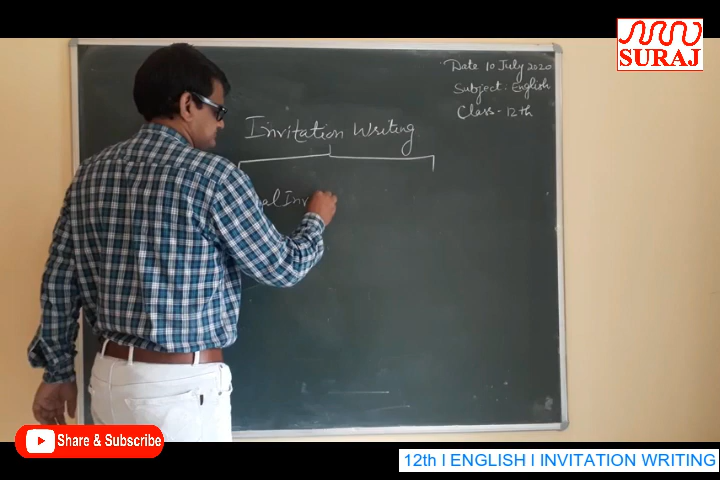 SURAJ
Date 10 July 2020
Subject. English
Class - 12th
Invitation Writing
Share & Subscribe
12th I ENGLISH I INVITATION WRITING